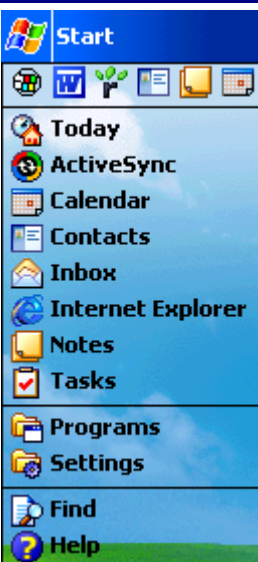 Start
Today
ActiveSync
Calendar
Contacts
Inbox
Internet Explorer
Notes
Tasks
Programs
Settings
Find
Help